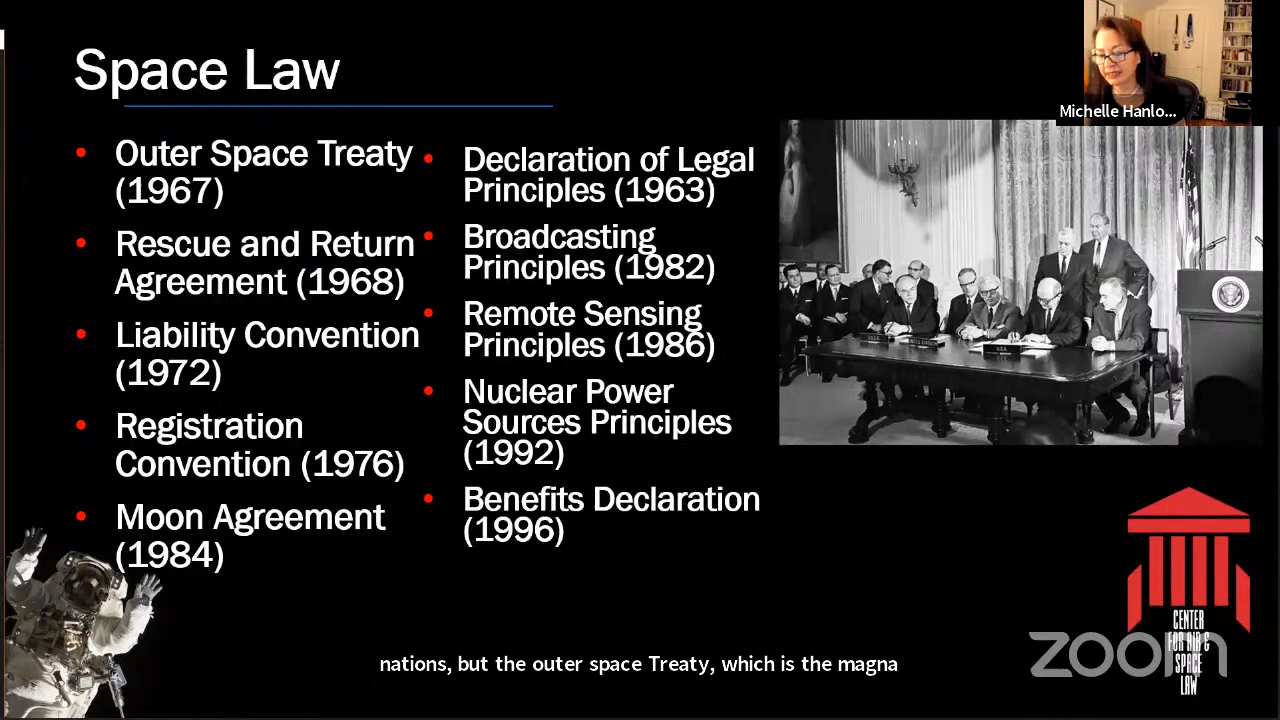 Space Law
Outer Space Treaty
(1967)
Rescue and Return
Agreement (1968)
Liability Convention
(1972)
Registration
Convention (1976)
Moon Agreement
(1984)
Declaration of Legal
Principles (1963)
Broadcasting
Principles (1982)
Remote Sensing
Principles (1986)
Nuclear Power
Sources Principles
(1992)
Benefits Declaration
(1996)
Michelle Hanlo...
CENTER
FOR AIR &
SPACE
LAW
zoom
nations, but the outer space Treaty, which is the magna